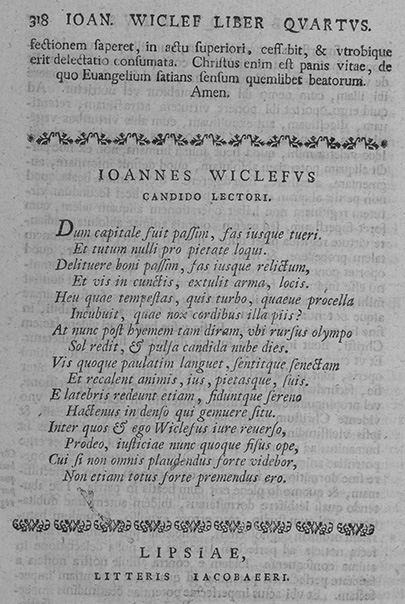 318 IOAN. WICLEF LIBER QVARTVS.
ſectionem ſaperet, in actu ſuperiori, ceſſabit, & vtrobique
erit delectatio conſumata. Chriſtus enim eſt panis vitae, de
quo Euangelium ſatians ſenſum quemlibet beatorum.
Amen.
IOANNES WICLEFVS
CANDIDO LECTORI.
Dum capitale fuit paſſim, fas iusque tueri.
Et tutum nulli pro pietate loqui.
Delituere boni paſſim, fas iusque relictum,
Et vis in cunctis, extulit arma, locis.
Heu quae tempeſtas, quis turbo, quaeue procella
Incubuit, quae nox cordibus illa piis?
At nunc poſt hyemem tam diram, vbi rurſus olympo
Sol redit, & pulſa candida nube dies.
Vis quoque paulatim languet, ſentitque ſenectam
Et recalent animis, ius, pietasque, ſuis.
E latebris redeunt etiam, fiduntque ſereno
Hactenus in denſo qui gemuere ſitu.
Inter quos & ego Wiclefus iure reuerſo,
Prodeo, iuſticiae nunc quoque fiſus ope,
Cui ſi non omnis plaudendus forte videbor,
Non etiam totus forte premendus ero.
LIPSIAE,
LITTERIS IACOBAEERI.